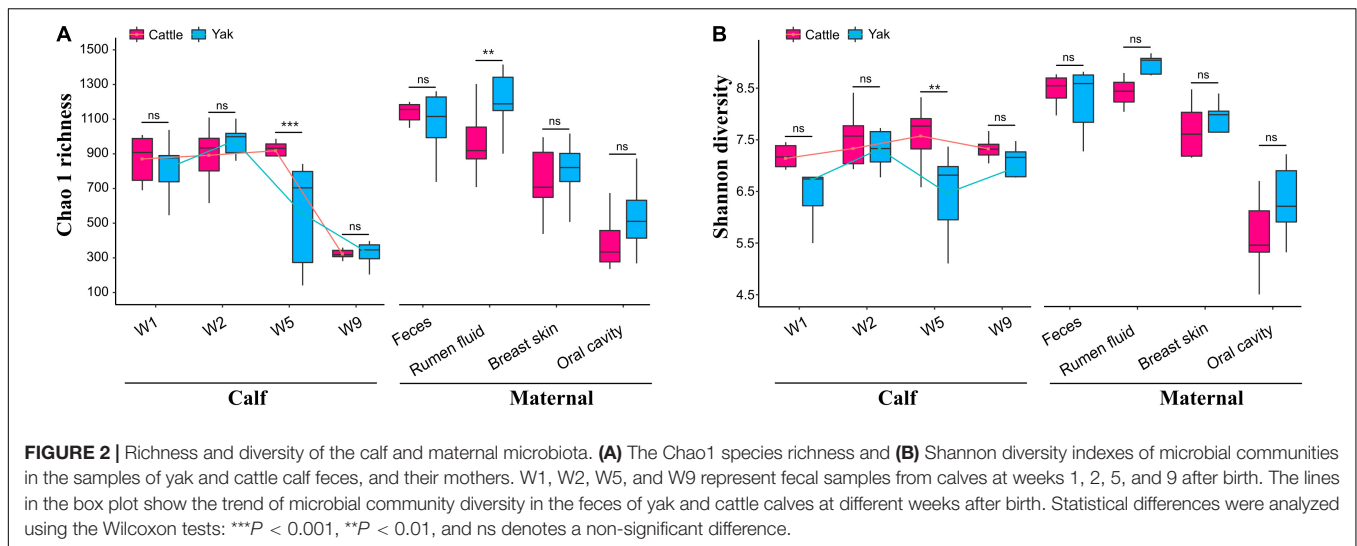 A
Cattle
Yak
Chao 1 richness
1500
1300
1100
900
700
500
300
100
ns
ns
***
ns
ns
**
ns
ns
W1
W2
W5
W9
Feces
Rumen fluid
Breast skin
Oral cavity
Calf
Maternal
B
Cattle
Yak
Shannon diversity
8.5
7.5
6.5
5.5
4.5
ns
ns
**
ns
ns
ns
ns
ns
W1
W2
W5
W9
Feces
Rumen fluid
Breast skin
Oral cavity
Calf
Maternal
FIGURE 2 | Richness and diversity of the calf and maternal microbiota. (A) The Chao1 species richness and (B) Shannon diversity indexes of microbial communities
in the samples of yak and cattle calf feces, and their mothers. W1, W2, W5, and W9 represent fecal samples from calves at weeks 1, 2, 5, and 9 after birth. The lines
in the box plot show the trend of microbial community diversity in the feces of yak and cattle calves at different weeks after birth. Statistical differences were analyzed
using the Wilcoxon tests: ***P < 0.001, **P < 0.01, and ns denotes a non-significant difference.